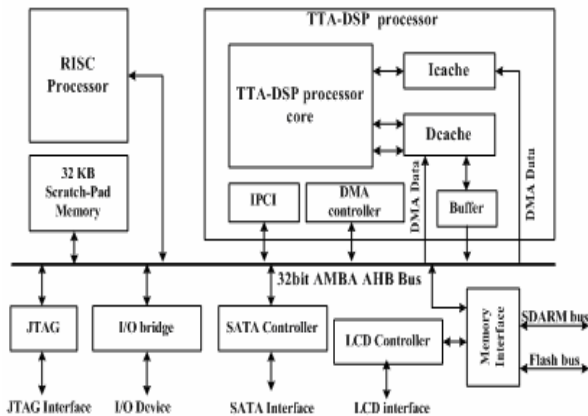 TTA-DSP processor
RISC
Processor
TTA-DSP processor
core
Icache
Dcache
DMA Data
DMA Data
32 KB
Scratch-Pad
Memory
IPCI
DMA
controller
Buffer
32bit AMBA AHB Bus
JTAG
I/O bridge
SATA Controller
LCD Controller
Memory
Interface
SDARM bus
Flash bus
JTAG Interface
I/O Device
SATA Interface
LCD interface